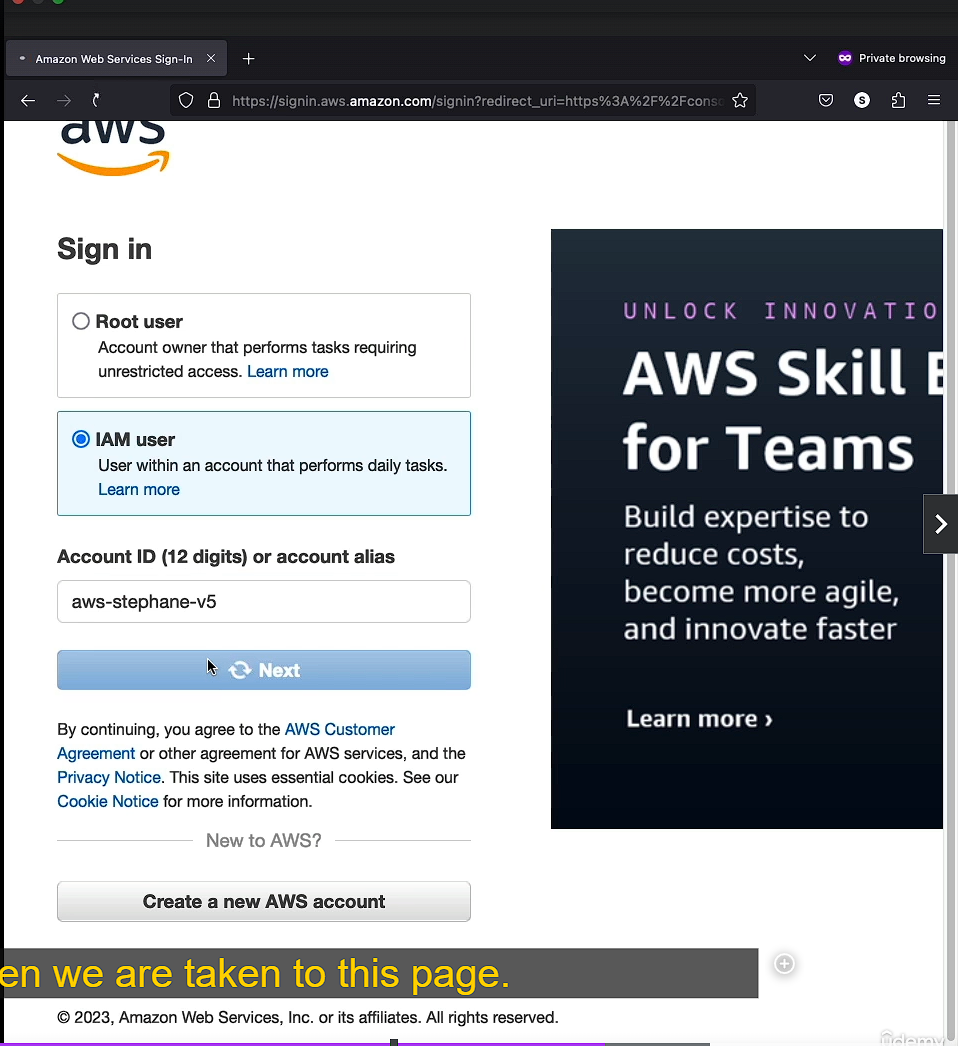 Amazon Web Services Sign-In
Private browsing
https://signin.aws.amazon.com/signin?redirect_uri=https%3A%2F%2Fconso
S
aws
Sign in
Root user
Account owner that performs tasks requiring
unrestricted access. Learn more
IAM user
User within an account that performs daily tasks.
Learn more
Account ID (12 digits) or account alias
aws-stephane-v5
Next
By continuing, you agree to the AWS Customer
Agreement or other agreement for AWS services, and the
Privacy Notice. This site uses essential cookies. See our
Cookie Notice for more information.
New to AWS?
Create a new AWS account
UNLOCK INNOVATIO
AWS Skill B
for Teams
Build expertise to
reduce costs,
become more agile,
and innovate faster
Learn more ›
en we are taken to this page.
© 2023, Amazon Web Services, Inc. or its affiliates. All rights reserved.
Udemy